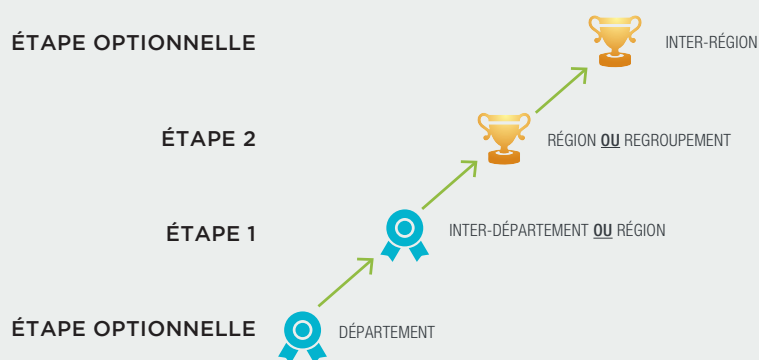 ÉTAPE OPTIONNELLE
INTER-RÉGION
ÉTAPE 2
RÉGION OU REGROUPEMENT
ÉTAPE 1
INTER-DÉPARTEMENT OU RÉGION
ÉTAPE OPTIONNELLE
DÉPARTEMENT